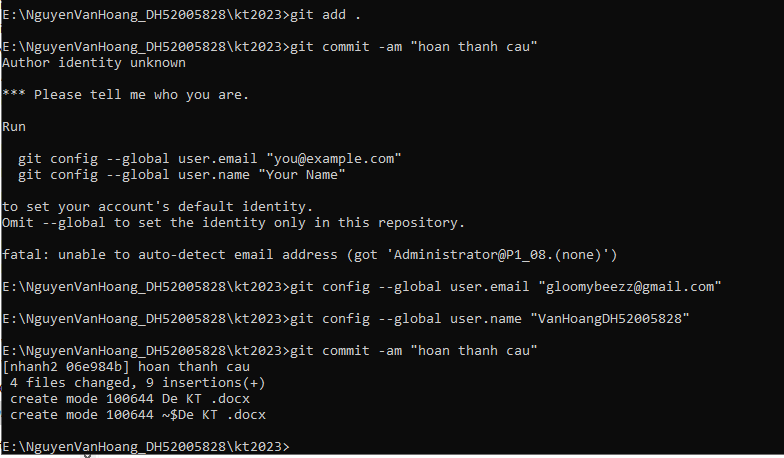 E:\NguyenVanHoang_DH52005828\kt2023>git add .
E:\NguyenVanHoang_DH52005828\kt2023>git commit -am "hoan thanh cau"
Author identity unknown
*** Please tell me who you are.
Run
git config --global user.email "you@example.com"
git config --global user.name "Your Name"
to set your account's default identity.
Omit --global to set the identity only in this repository.
fatal: unable to auto-detect email address (got 'Administrator@P1_08.(none)')
E:\NguyenVanHoang_DH52005828\kt2023>git config --global user.email "gloomybeezz@gmail.com"
E:\NguyenVanHoang_DH52005828\kt2023>git config --global user.name "VanHoangDH52005828"
E:\NguyenVanHoang_DH52005828\kt2023>git commit -am "hoan thanh cau"
[nhanh2 06e984b] hoan thanh cau
4 files changed, 9 insertions(+)
create mode 100644 De KT .docx
create mode 100644 ~$De KT .docx
E:\NguyenVanHoang_DH52005828\kt2023>